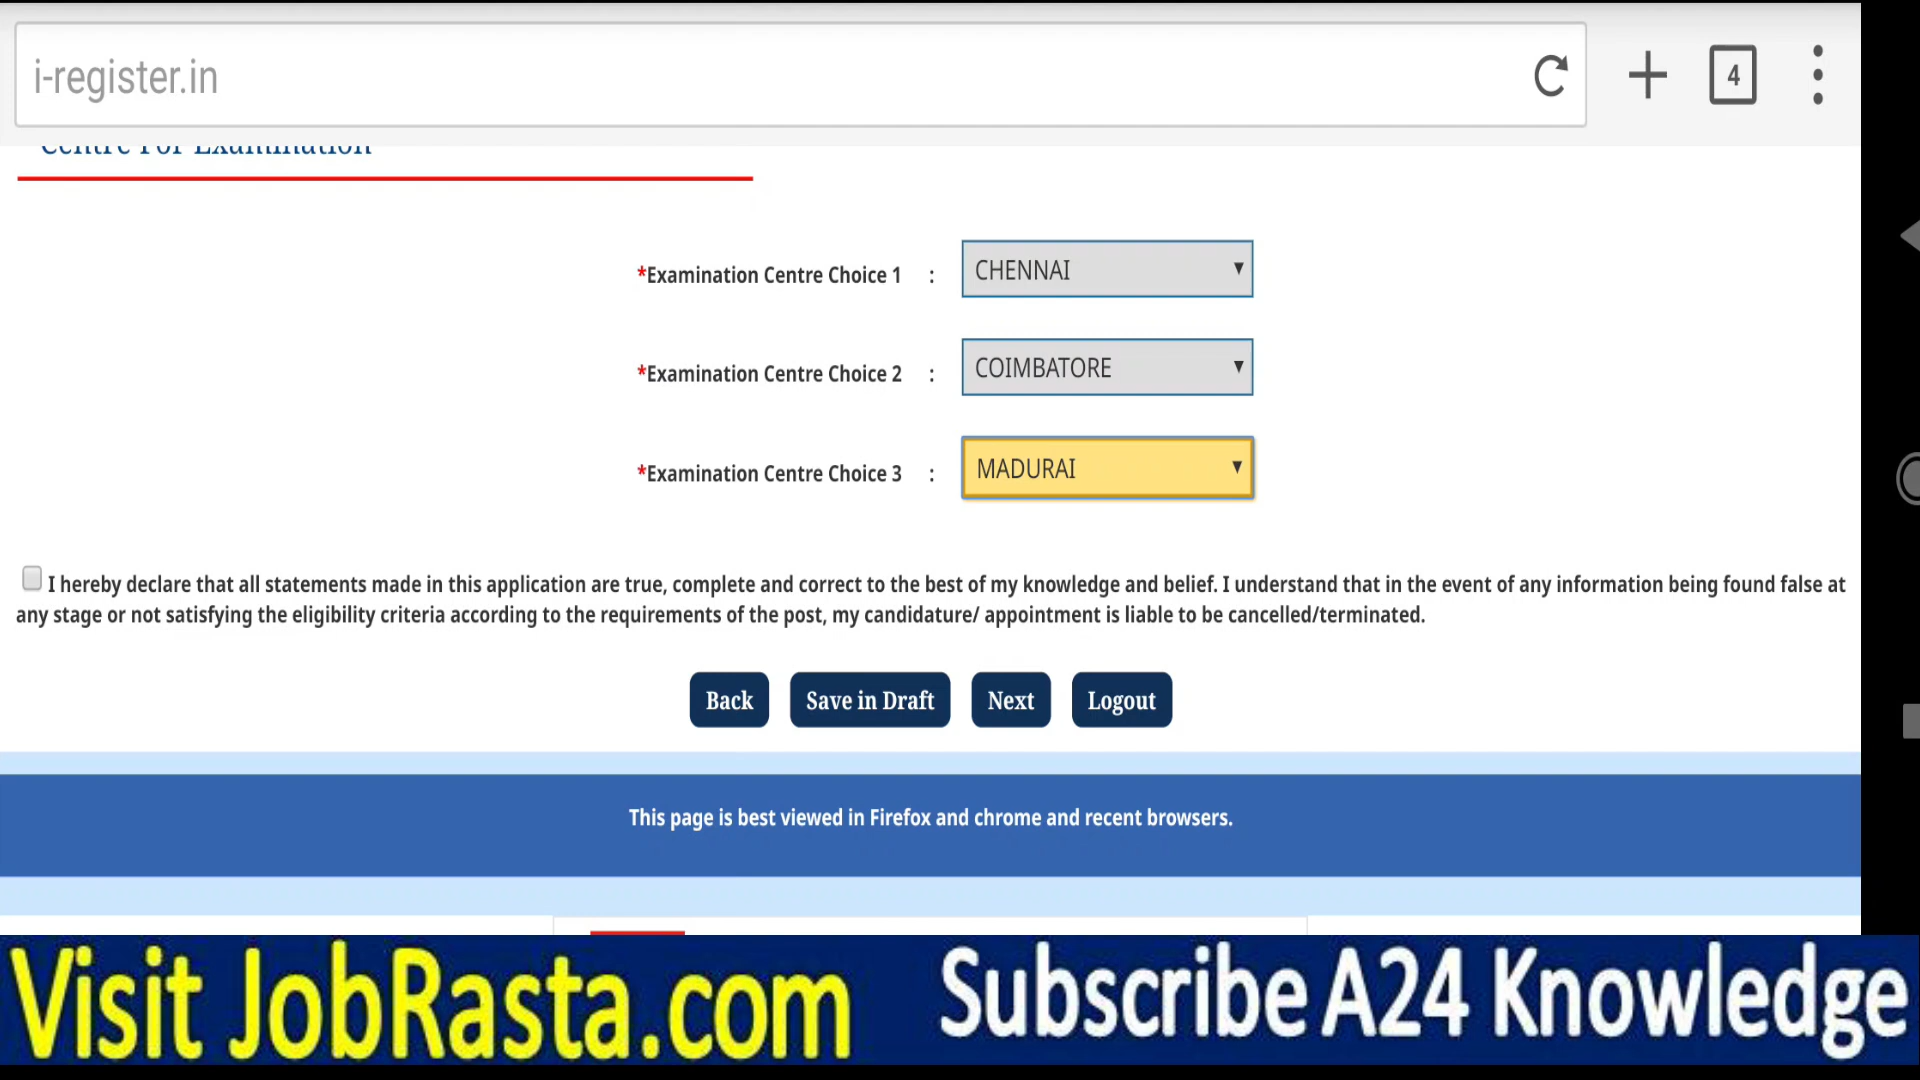 i-register.in
4
Centre For Examination
*Examination Centre Choice 1 : CHENNAI
*Examination Centre Choice 2 : COIMBATORE
*Examination Centre Choice 3 : MADURAI
I hereby declare that all statements made in this application are true, complete and correct to the best of my knowledge and belief. I understand that in the event of any information being found false at
any stage or not satisfying the eligibility criteria according to the requirements of the post, my candidature/ appointment is liable to be cancelled/terminated.
Back Save in Draft Next Logout
This page is best viewed in Firefox and chrome and recent browsers.
Visit JobRasta.com Subscribe A24 Knowledge